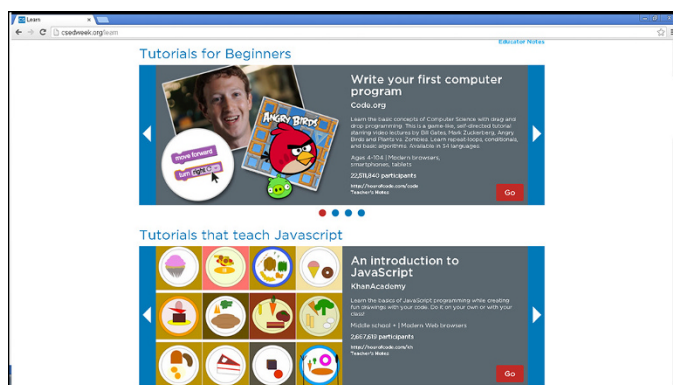 Learn
csedweek.org/learn
Educator Notes
Tutorials for Beginners
Write your first computer
program
Code.org
Learn the basic concepts of Computer Science with drag and
drop programming. This is a game-like, self-directed tutorial
starring video lectures by Bill Gates, Mark Zuckerberg, Angry
Birds and Plants vs. Zombies. Learn repeat-loops, conditionals,
and basic algorithms. Available in 34 languages
Ages 4-104 | Modern browsers,
smartphones, tablets
participants
http://hourofcode.com/code
Teacher's Notes
Go
ANGRY BIRDS
move forward
turn right
Tutorials that teach Javascript
An introduction to
JavaScript
KhanAcademy
Learn the basics of JavaScript programming while creating
fun drawings with your code. Do it on your own or with your
class!
Middle school + | Modern Web browsers
2,667,619 participants
http://hourofcode.com/kh
Teacher's Notes
Go